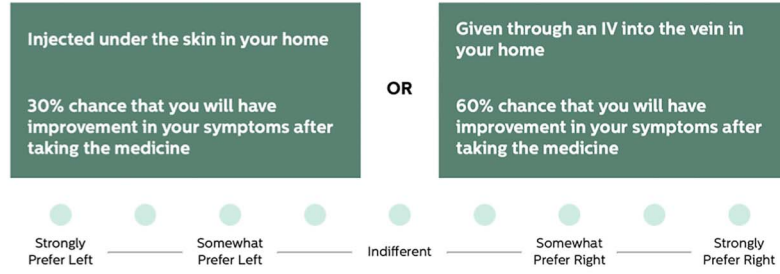 Injected under the skin in your home
30% chance that you will have
improvement in your symptoms after
taking the medicine
OR
Given through an IV into the vein in
your home
60% chance that you will have
improvement in your symptoms after
taking the medicine
Strongly
Prefer Left
Somewhat
Prefer Left
Indifferent
Somewhat
Prefer Right
Strongly
Prefer Right